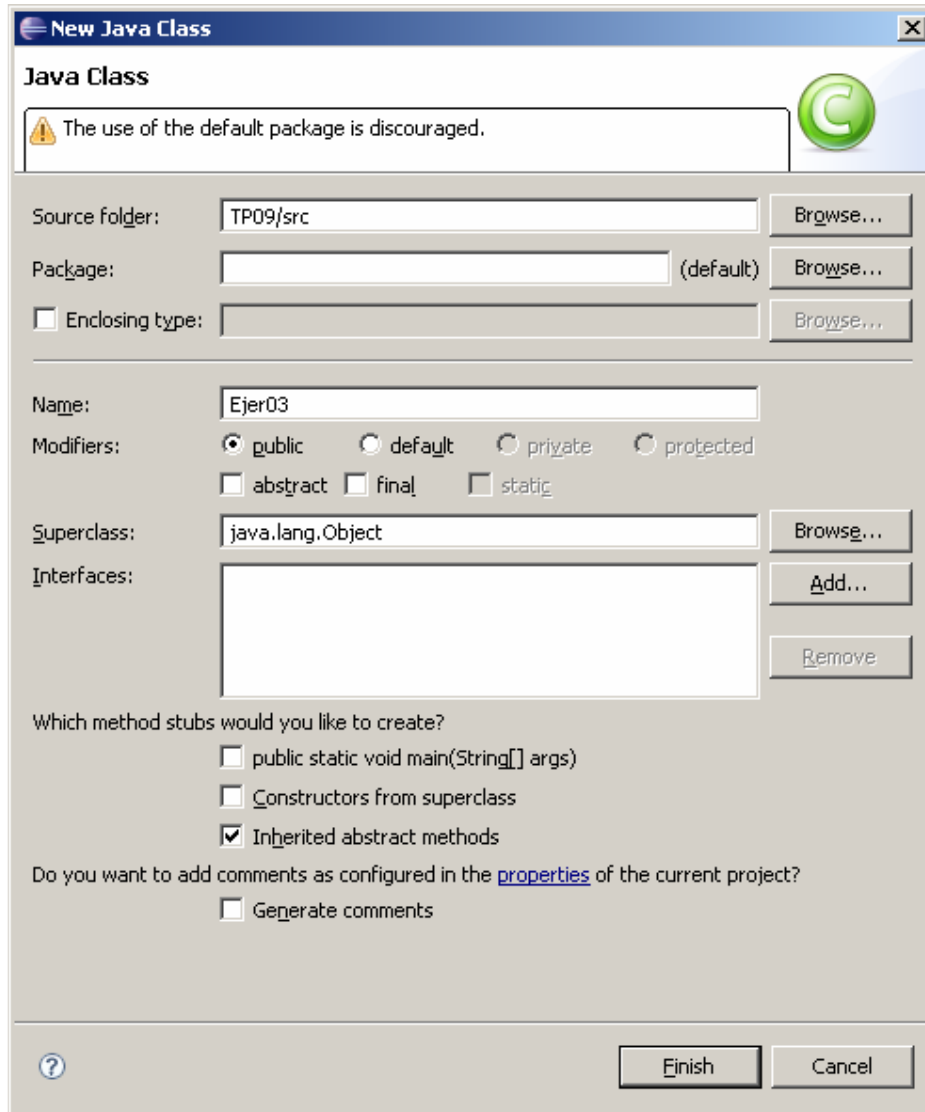 New Java Class
Java Class
The use of the default package is discouraged.
Source folder: TP09/src Browse...
Package: (default) Browse...
Enclosing type: Browse...
Name: Ejer03
Modifiers: public default private protected
abstract final static
Superclass: java.lang.Object Browse...
Interfaces: Add...
Remove
Which method stubs would you like to create?
public static void main(String[] args)
Constructors from superclass
Inherited abstract methods
Do you want to add comments as configured in the properties of the current project?
Generate comments
? Finish Cancel